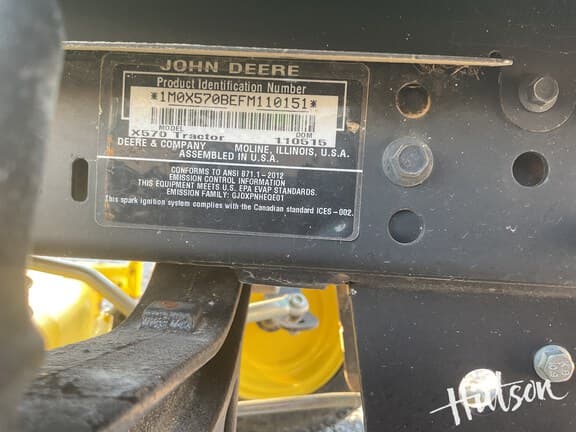 JOHN DEERE
Product Identification Number
*1M0X570BEFM110151*
MODEL DOM
X570 Tractor 110515
DEERE & COMPANY MOLINE, ILLINOIS, U.S.A.
ASSEMBLED IN U.S.A.
CONFORMS TO ANSI B71.1-2012
EMISSION CONTROL INFORMATION
THIS EQUIPMENT MEETS U.S. EPA EVAP STANDARDS.
EMISSION FAMILY: GJDXPNHEQE01
This spark ignition system complies with the Canadian standard ICES-002.
Hutson